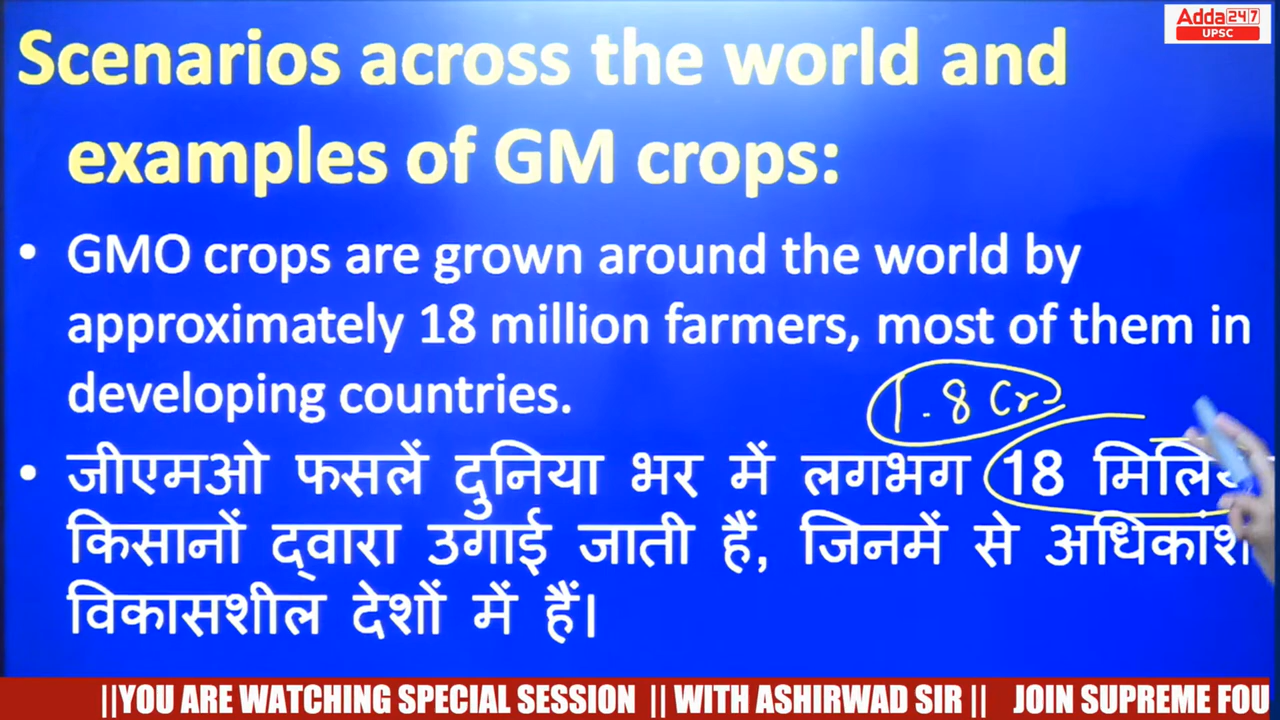 Adda247
UPSC
Scenarios across the world and
examples of GM crops:
• GMO crops are grown around the world by
approximately 18 million farmers, most of them in
developing countries.
1.8 Cr
• जीएमओ फसलें दुनिया भर में लगभग 18
किसानों द्वारा उगाई जाती हैं, जिनमें से अधिकांश
विकासशील देशों में हैं।
||YOU ARE WATCHING SPECIAL SESSION || WITH ASHIRWAD SIR || JOIN SUPREME FOU